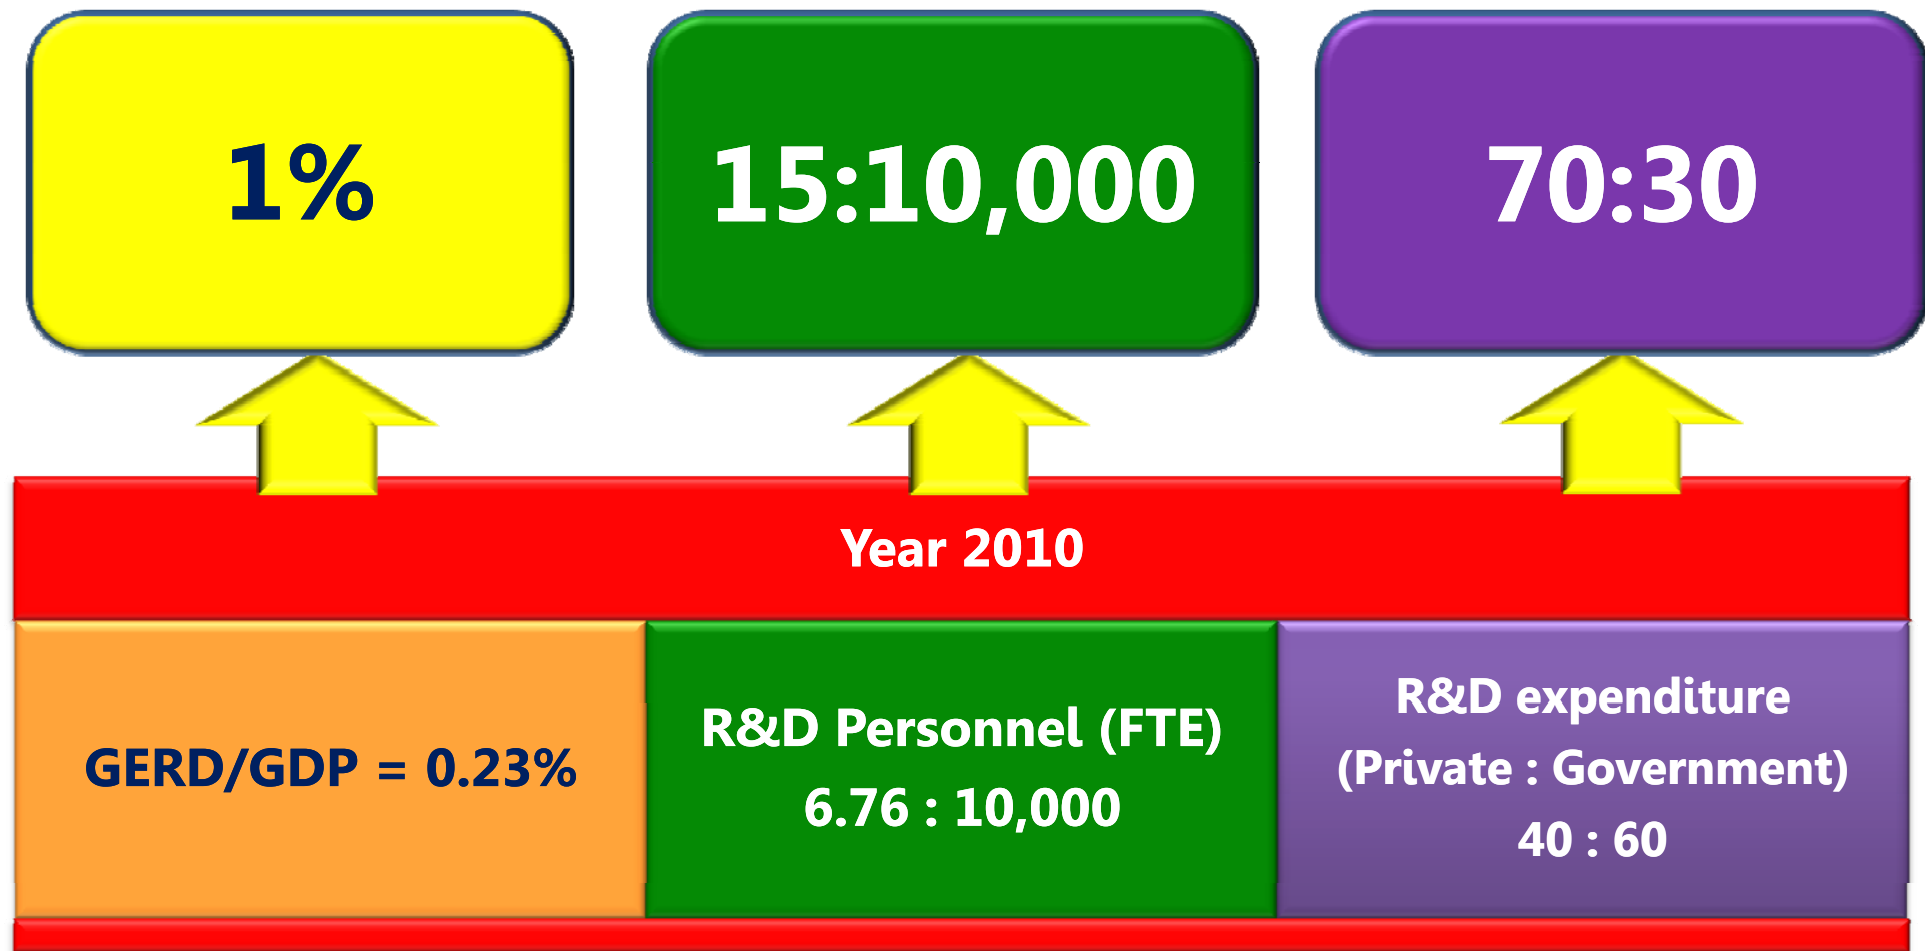 1%
15:10,000
70:30
Year 2010
GERD/GDP = 0.23%
R&D Personnel (FTE)
6.76 : 10,000
R&D expenditure
(Private : Government)
40 : 60